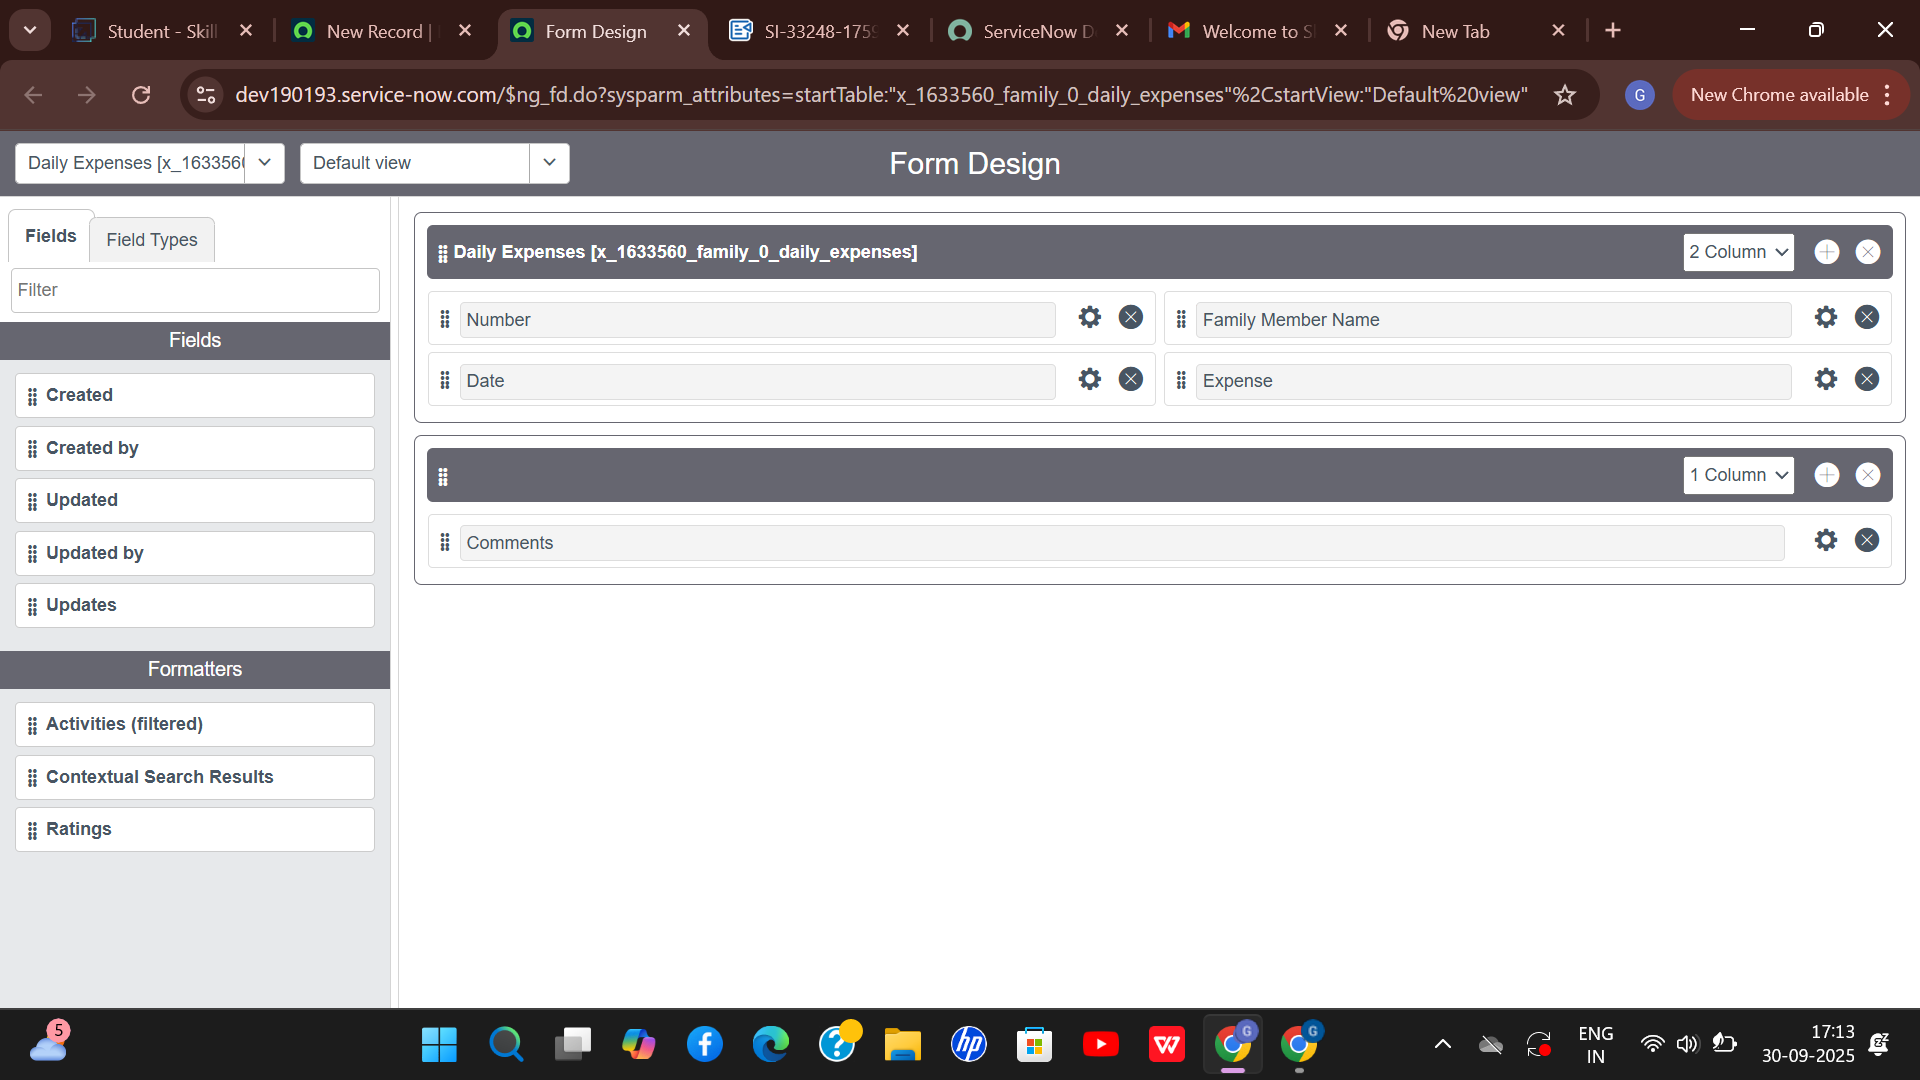 Student - Skill
New Record |
Form Design
SI-33248-1759
ServiceNow D
Welcome to S
New Tab
dev190193.service-now.com/$ng_fd.do?sysparm_attributes=startTable:"x_1633560_family_0_daily_expenses"%2CstartView:"Default%20view"
G
New Chrome available
Daily Expenses [x_1633560
Default view
Form Design
Fields
Field Types
Filter
Fields
Created
Created by
Updated
Updated by
Updates
Formatters
Activities (filtered)
Contextual Search Results
Ratings
Daily Expenses [x_1633560_family_0_daily_expenses]
2 Column
Number
Family Member Name
Date
Expense
1 Column
Comments
5
hp
G
G
ENG
IN
17:13
30-09-2025